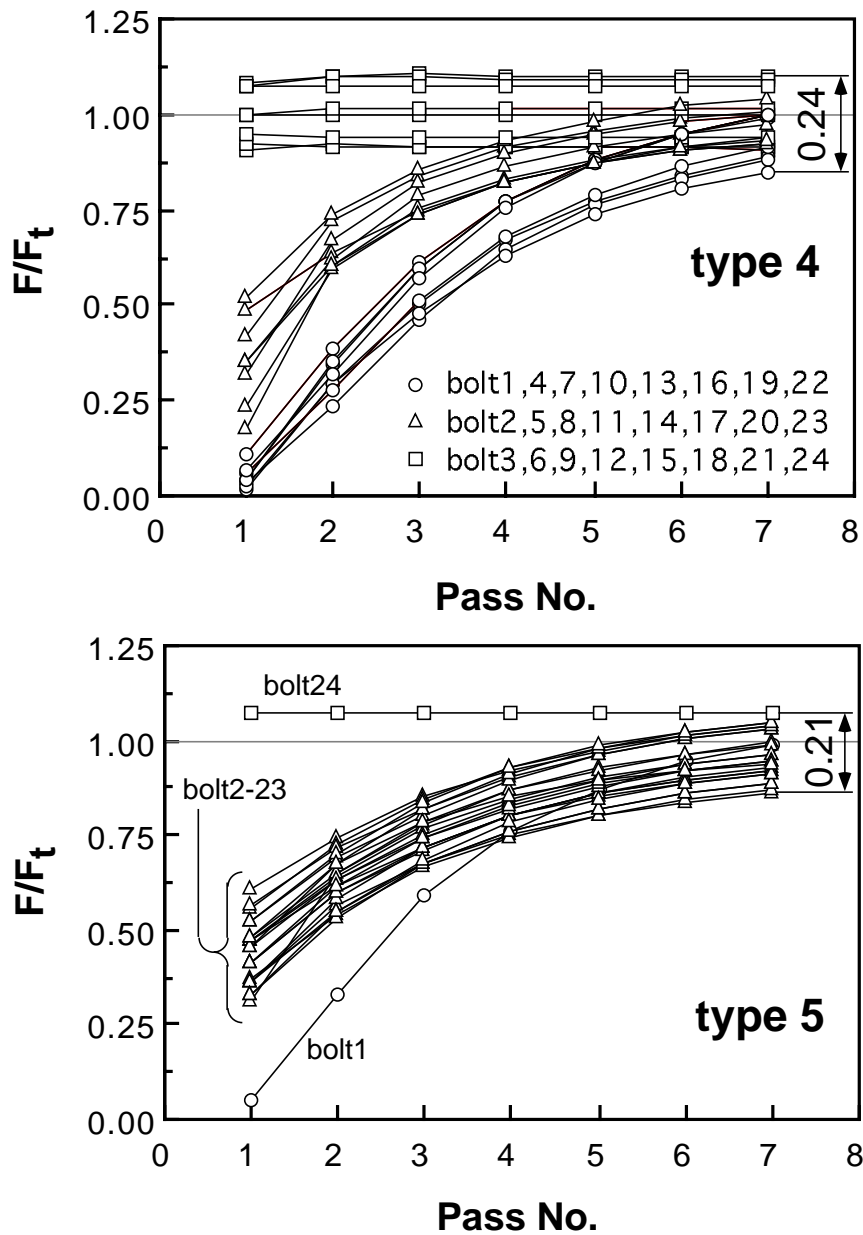 1.25
1.00
0.75
0.50
0.25
0.00
F/Ft
0.24
type 4
bolt1,4,7,10,13,16,19,22
bolt2,5,8,11,14,17,20,23
bolt3,6,9,12,15,18,21,24
0 1 2 3 4 5 6 7 8
Pass No.
1.25
1.00
0.75
0.50
0.25
0.00
F/Ft
bolt24
0.21
bolt2-23
bolt1
type 5
0 1 2 3 4 5 6 7 8
Pass No.